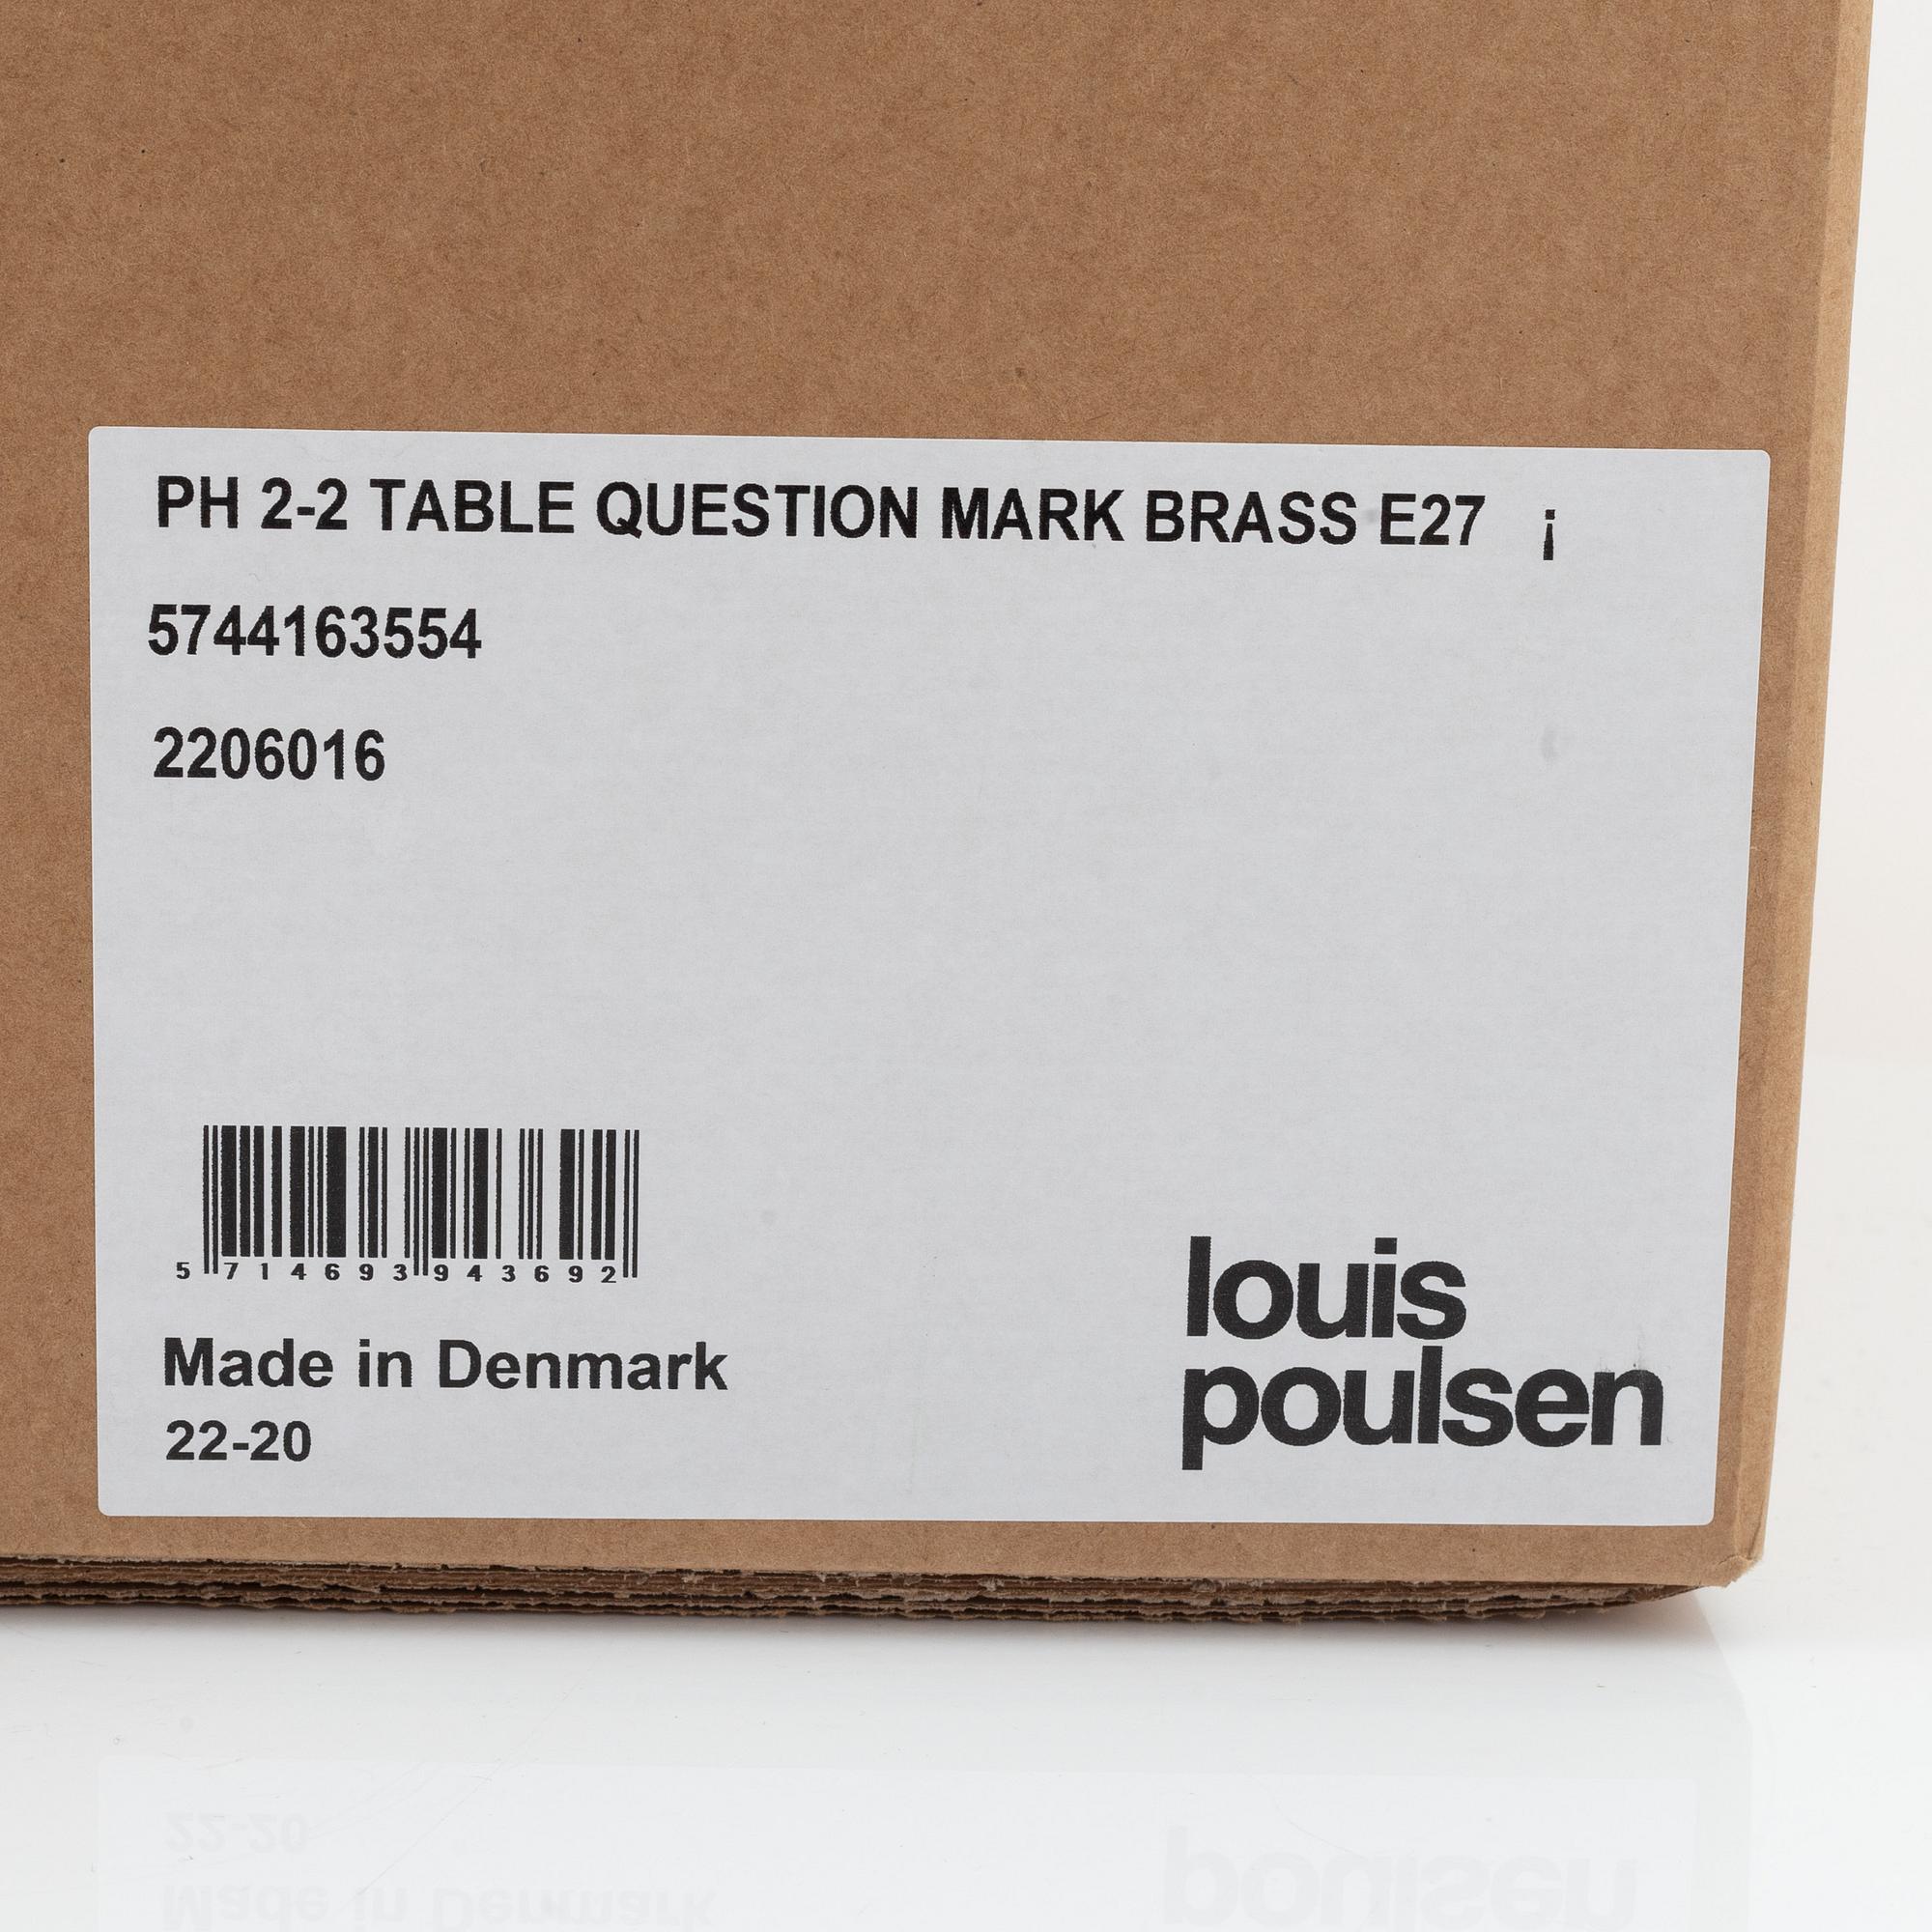 PH 2-2 TABLE QUESTION MARK BRASS E27 ¡
5744163554
2206016
5 714693 943692
Made in Denmark
22-20
louis
poulsen